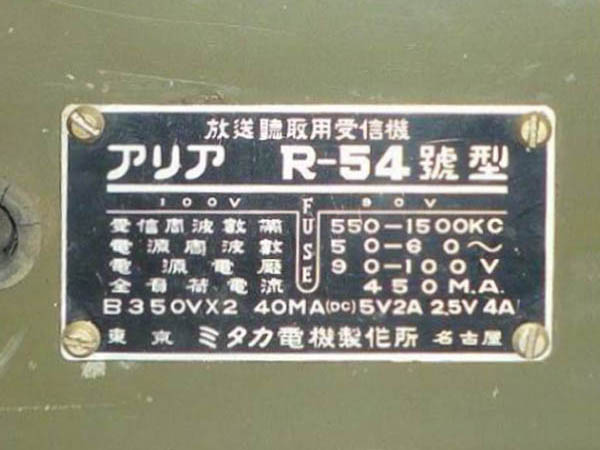 放送聽取用受信機
アリア R-54 號型
100V 90V
FUSE
受信周波數帶 550-1500KC
電源周波數 50-60〜
電源電壓 90-100V
全負荷電流 450M.A.
B350VX2 40MA(DC) 5V2A 2.5V4A
東京 ミタカ電機製作所 名古屋